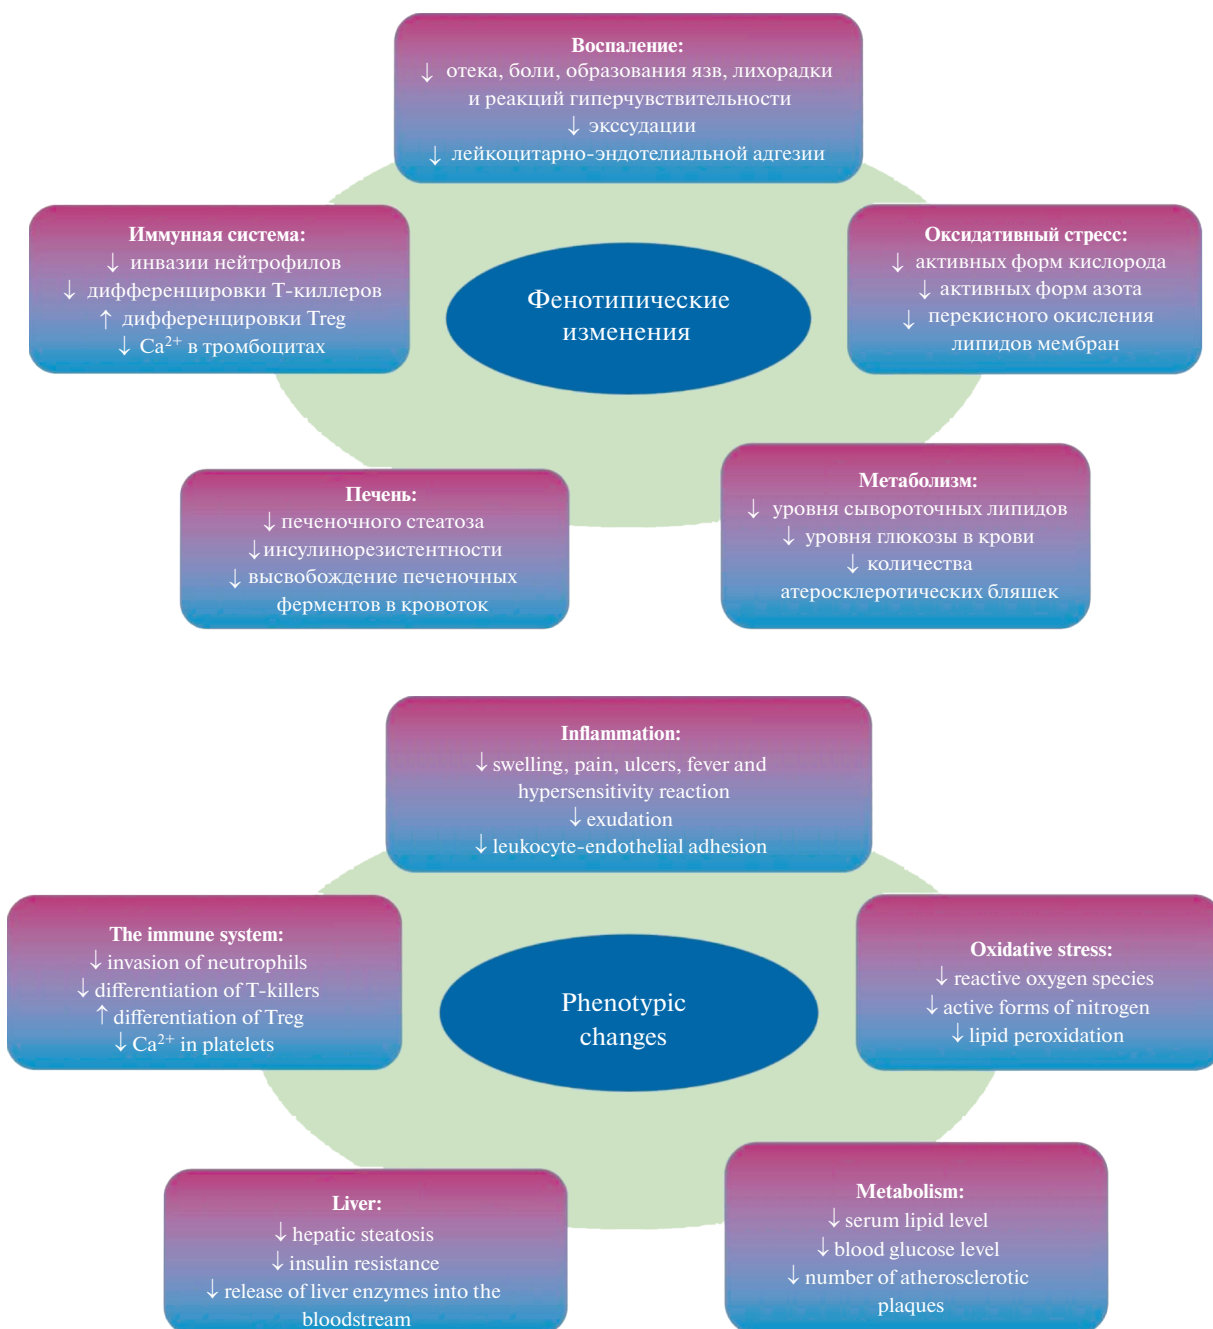 Воспаление:
↓ отека, боли, образования язв, лихорадки
и реакций гиперчувствительности
↓ экссудации
↓ лейкоцитарно-эндотелиальной адгезии
Иммунная система:
↓ инвазии нейтрофилов
↓ дифференцировки Т-киллеров
↑ дифференцировки Treg
↓ Ca²⁺ в тромбоцитах
Фенотипические
изменения
Оксидативный стресс:
↓ активных форм кислорода
↓ активных форм азота
↓ перекисного окисления
липидов мембран
Печень:
↓ печеночного стеатоза
↓инсулинорезистентности
↓ высвобождение печеночных
ферментов в кровоток
Метаболизм:
↓ уровня сывороточных липидов
↓ уровня глюкозы в крови
↓ количества
атеросклеротических бляшек
Inflammation:
↓ swelling, pain, ulcers, fever and
hypersensitivity reaction
↓ exudation
↓ leukocyte-endothelial adhesion
The immune system:
↓ invasion of neutrophils
↓ differentiation of T-killers
↑ differentiation of Treg
↓ Ca²⁺ in platelets
Phenotypic
changes
Oxidative stress:
↓ reactive oxygen species
↓ active forms of nitrogen
↓ lipid peroxidation
Liver:
↓ hepatic steatosis
↓ insulin resistance
↓ release of liver enzymes into the
bloodstream
Metabolism:
↓ serum lipid level
↓ blood glucose level
↓ number of atherosclerotic
plaques